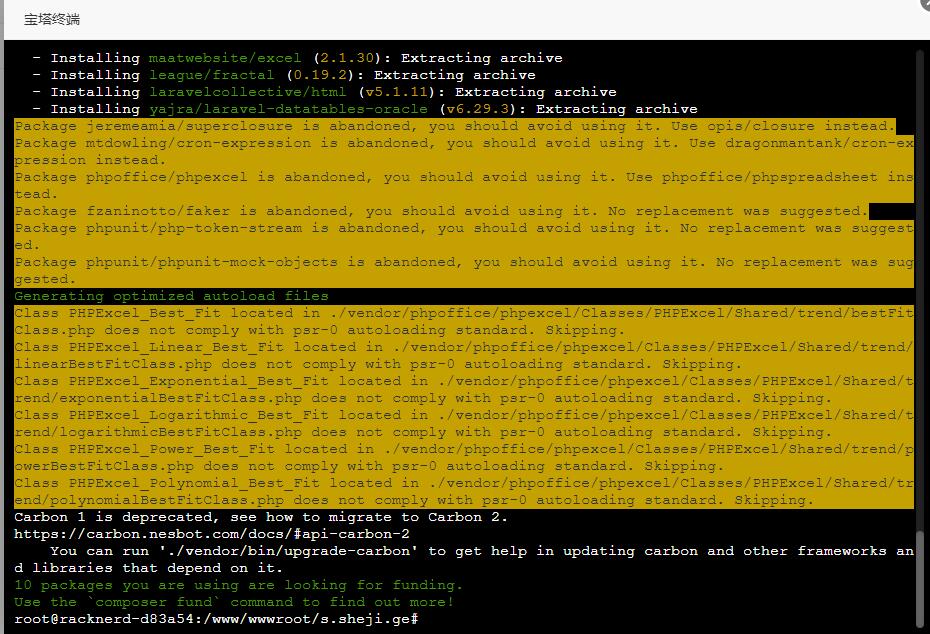 宝塔终端
- Installing maatwebsite/excel (2.1.30): Extracting archive
- Installing league/fractal (0.19.2): Extracting archive
- Installing laravelcollective/html (v5.1.11): Extracting archive
- Installing yajra/laravel-datatables-oracle (v6.29.3): Extracting archive
Package jeremeamia/superclosure is abandoned, you should avoid using it. Use opis/closure instead.
Package mtdowling/cron-expression is abandoned, you should avoid using it. Use dragonmantank/cron-ex
pression instead.
Package phpoffice/phpexcel is abandoned, you should avoid using it. Use phpoffice/phpspreadsheet ins
tead.
Package fzaninotto/faker is abandoned, you should avoid using it. No replacement was suggested.
Package phpunit/php-token-stream is abandoned, you should avoid using it. No replacement was suggest
ed.
Package phpunit/phpunit-mock-objects is abandoned, you should avoid using it. No replacement was sug
gested.
Generating optimized autoload files
Class PHPExcel_Best_Fit located in ./vendor/phpoffice/phpexcel/Classes/PHPExcel/Shared/trend/bestFit
Class.php does not comply with psr-0 autoloading standard. Skipping.
Class PHPExcel_Linear_Best_Fit located in ./vendor/phpoffice/phpexcel/Classes/PHPExcel/Shared/trend/
linearBestFitClass.php does not comply with psr-0 autoloading standard. Skipping.
Class PHPExcel_Exponential_Best_Fit located in ./vendor/phpoffice/phpexcel/Classes/PHPExcel/Shared/t
rend/exponentialBestFitClass.php does not comply with psr-0 autoloading standard. Skipping.
Class PHPExcel_Logarithmic_Best_Fit located in ./vendor/phpoffice/phpexcel/Classes/PHPExcel/Shared/t
rend/logarithmicBestFitClass.php does not comply with psr-0 autoloading standard. Skipping.
Class PHPExcel_Power_Best_Fit located in ./vendor/phpoffice/phpexcel/Classes/PHPExcel/Shared/trend/p
owerBestFitClass.php does not comply with psr-0 autoloading standard. Skipping.
Class PHPExcel_Polynomial_Best_Fit located in ./vendor/phpoffice/phpexcel/Classes/PHPExcel/Shared/tr
end/polynomialBestFitClass.php does not comply with psr-0 autoloading standard. Skipping.
Carbon 1 is deprecated, see how to migrate to Carbon 2.
https://carbon.nesbot.com/docs/#api-carbon-2
You can run './vendor/bin/upgrade-carbon' to get help in updating carbon and other frameworks an
d libraries that depend on it.
10 packages you are using are looking for funding.
Use the `composer fund` command to find out more!
root@racknerd-d83a54:/www/wwwroot/s.sheji.ge#